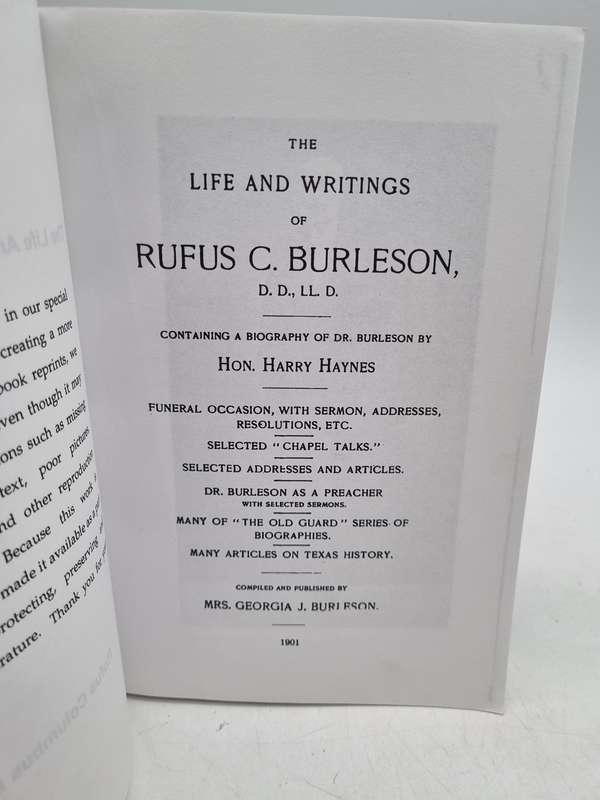 in our special
creating a more
book reprints, we
even though it may
ons such as missing
text, poor pictures,
nd other reproduction
Because this work is
made it available as a part
rotecting, preserving
rature. Thank you for
THE
LIFE AND WRITINGS
OF
RUFUS C. BURLESON,
D. D., LL. D.
CONTAINING A BIOGRAPHY OF DR. BURLESON BY
HON. HARRY HAYNES
FUNERAL OCCASION, WITH SERMON, ADDRESSES,
RESOLUTIONS, ETC.
SELECTED "CHAPEL TALKS."
SELECTED ADDRESSES AND ARTICLES.
DR. BURLESON AS A PREACHER
WITH SELECTED SERMONS.
MANY OF "THE OLD GUARD" SERIES OF
BIOGRAPHIES.
MANY ARTICLES ON TEXAS HISTORY.
COMPILED AND PUBLISHED BY
MRS. GEORGIA J. BURLESON.
1901